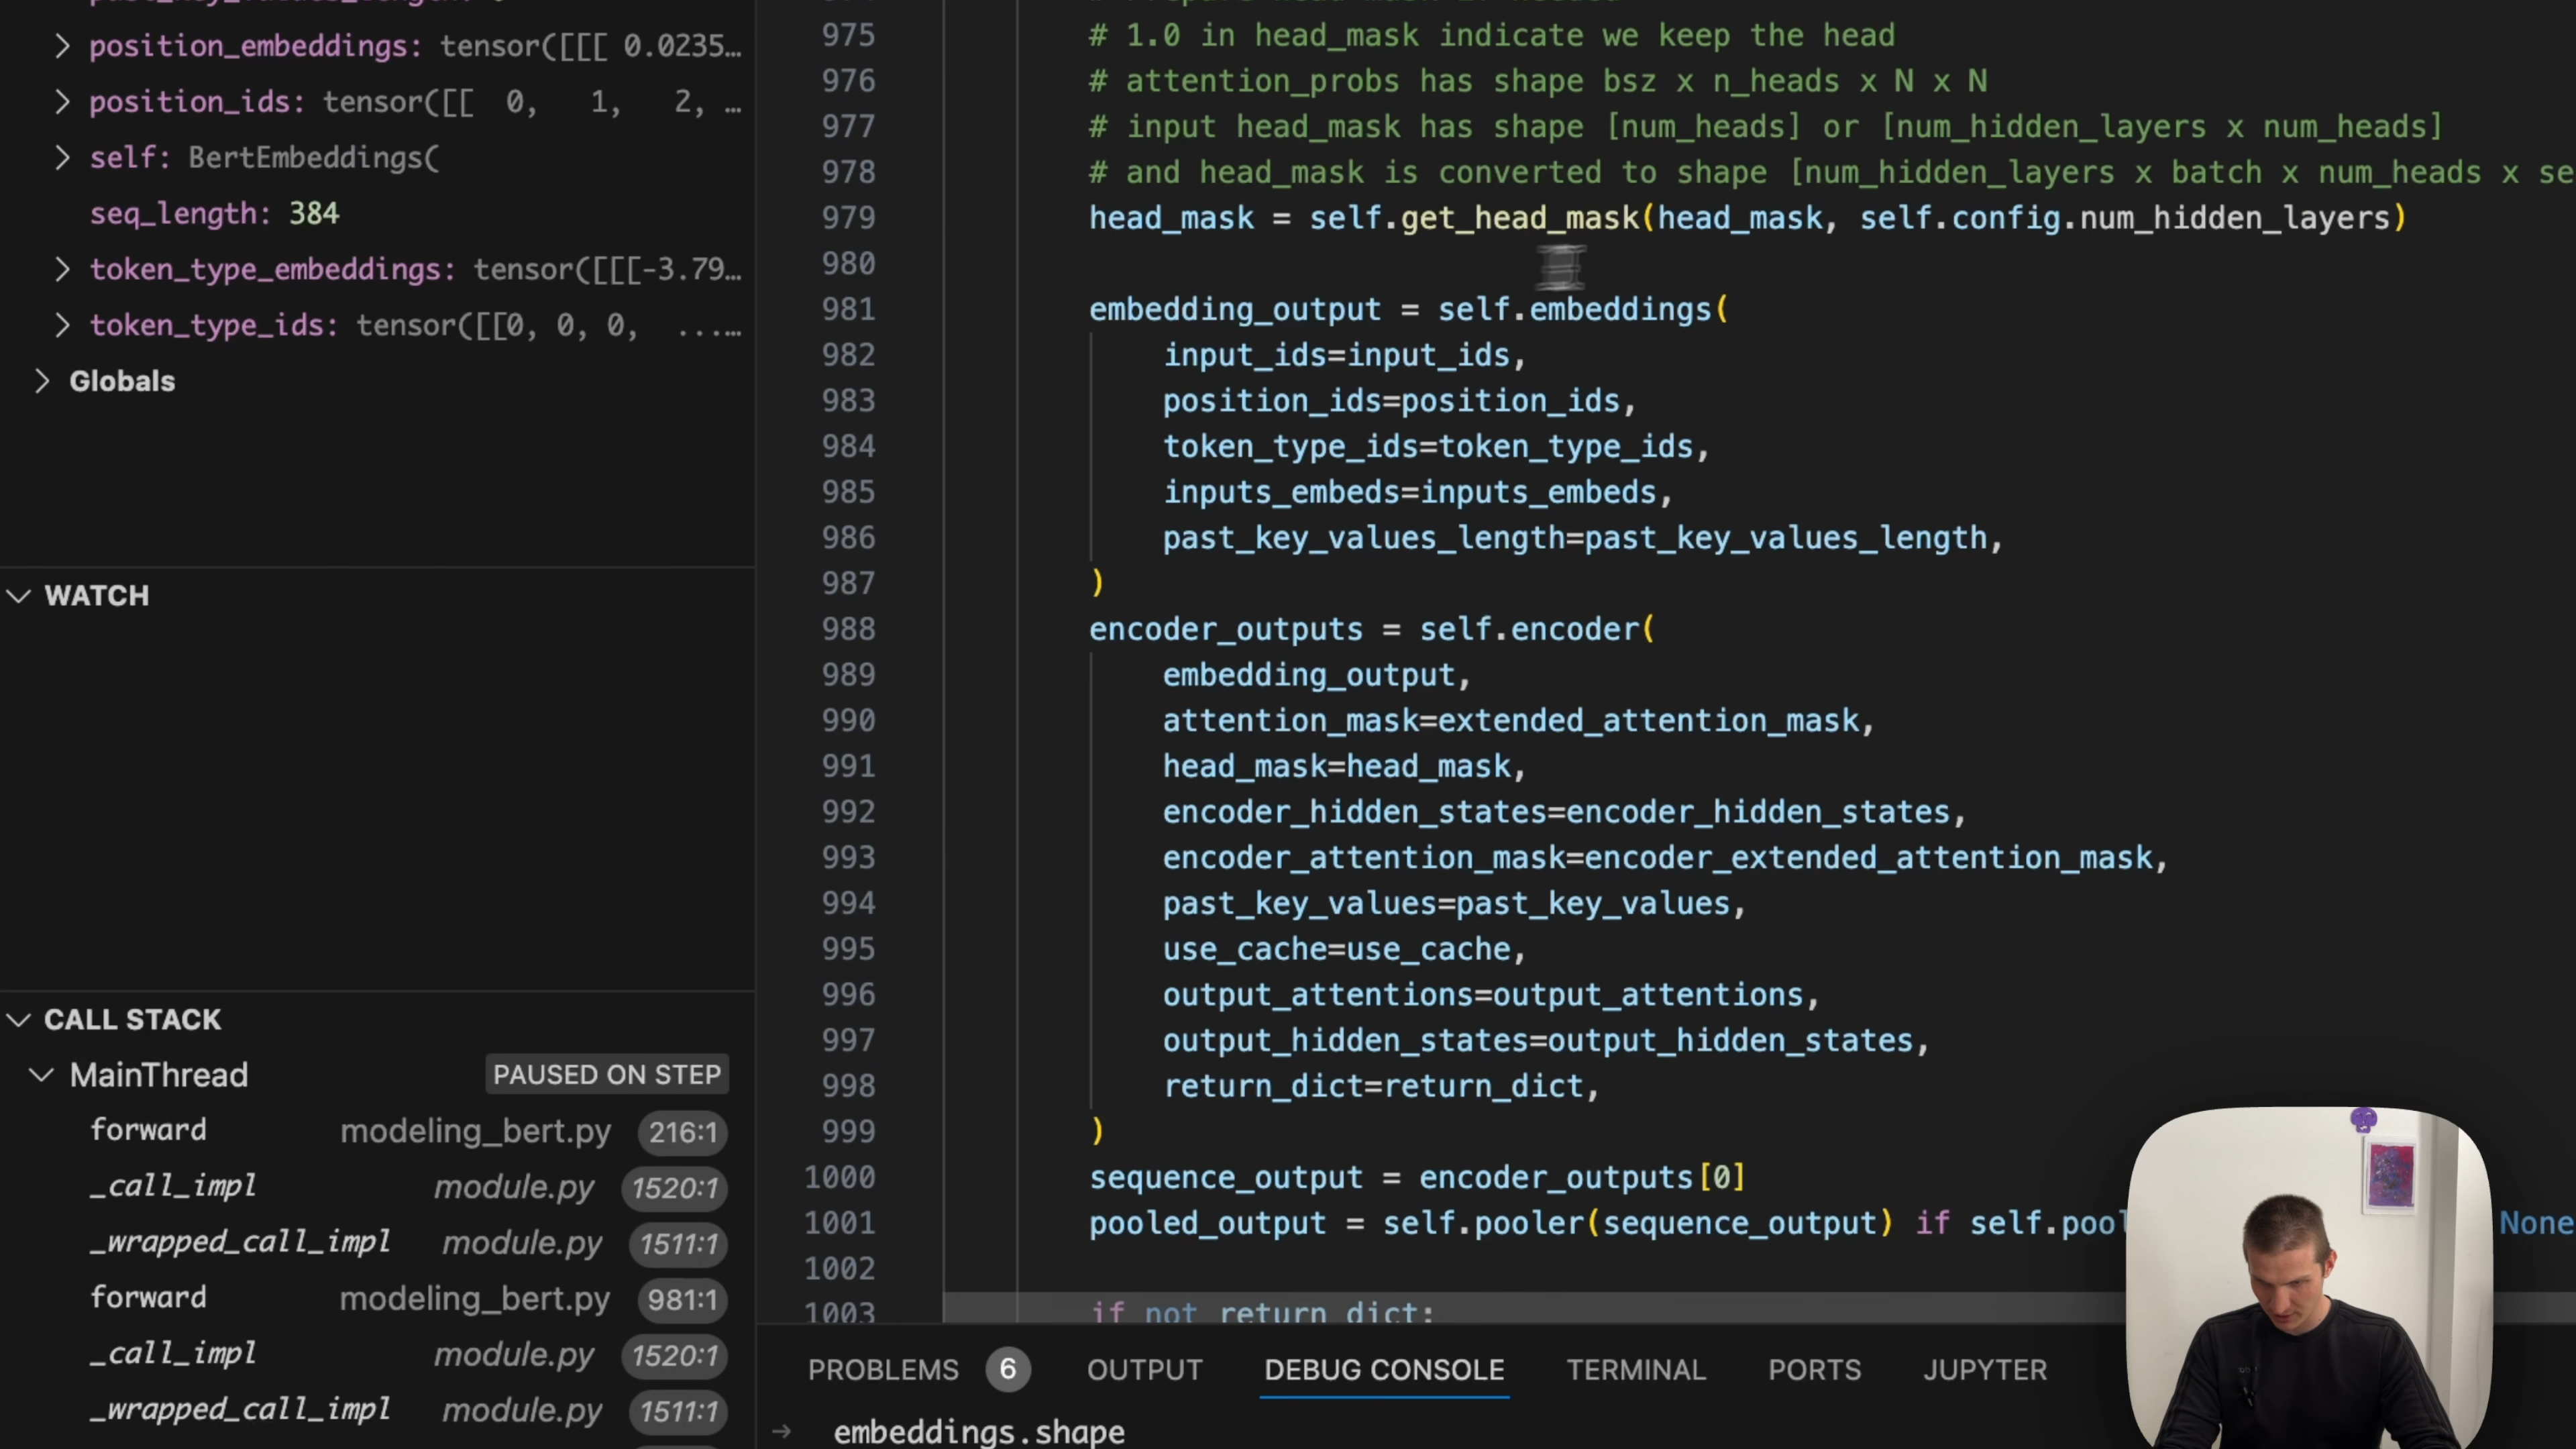 position_embeddings: tensor([[[ 0.0235…
position_ids: tensor([[ 0, 1, 2, …
self: BertEmbeddings(
seq_length: 384
token_type_embeddings: tensor([[[-3.79…
token_type_ids: tensor([[0, 0, 0, ...…
Globals
WATCH
CALL STACK
MainThread PAUSED ON STEP
forward modeling_bert.py 216:1
_call_impl module.py 1520:1
_wrapped_call_impl module.py 1511:1
forward modeling_bert.py 981:1
_call_impl module.py 1520:1
_wrapped_call_impl module.py 1511:1
975 # 1.0 in head_mask indicate we keep the head
976 # attention_probs has shape bsz x n_heads x N x N
977 # input head_mask has shape [num_heads] or [num_hidden_layers x num_heads]
978 # and head_mask is converted to shape [num_hidden_layers x batch x num_heads x se
979 head_mask = self.get_head_mask(head_mask, self.config.num_hidden_layers)
980
981 embedding_output = self.embeddings(
982 input_ids=input_ids,
983 position_ids=position_ids,
984 token_type_ids=token_type_ids,
985 inputs_embeds=inputs_embeds,
986 past_key_values_length=past_key_values_length,
987 )
988 encoder_outputs = self.encoder(
989 embedding_output,
990 attention_mask=extended_attention_mask,
991 head_mask=head_mask,
992 encoder_hidden_states=encoder_hidden_states,
993 encoder_attention_mask=encoder_extended_attention_mask,
994 past_key_values=past_key_values,
995 use_cache=use_cache,
996 output_attentions=output_attentions,
997 output_hidden_states=output_hidden_states,
998 return_dict=return_dict,
999 )
1000 sequence_output = encoder_outputs[0]
1001 pooled_output = self.pooler(sequence_output) if self.pool None
1002
1003 if not return_dict:
PROBLEMS 6 OUTPUT DEBUG CONSOLE TERMINAL PORTS JUPYTER
→ embeddings.shape